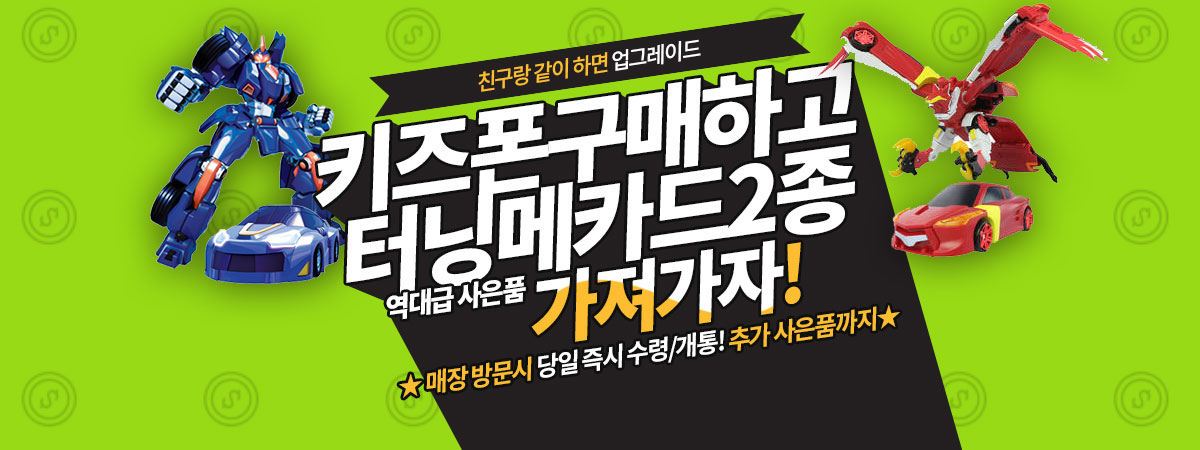 친구랑 같이 하면 업그레이드
키즈폰구매하고
터닝메카드2종
역대급 사은품 가져가자!
★ 매장 방문시 당일 즉시 수령/개통! 추가 사은품까지★